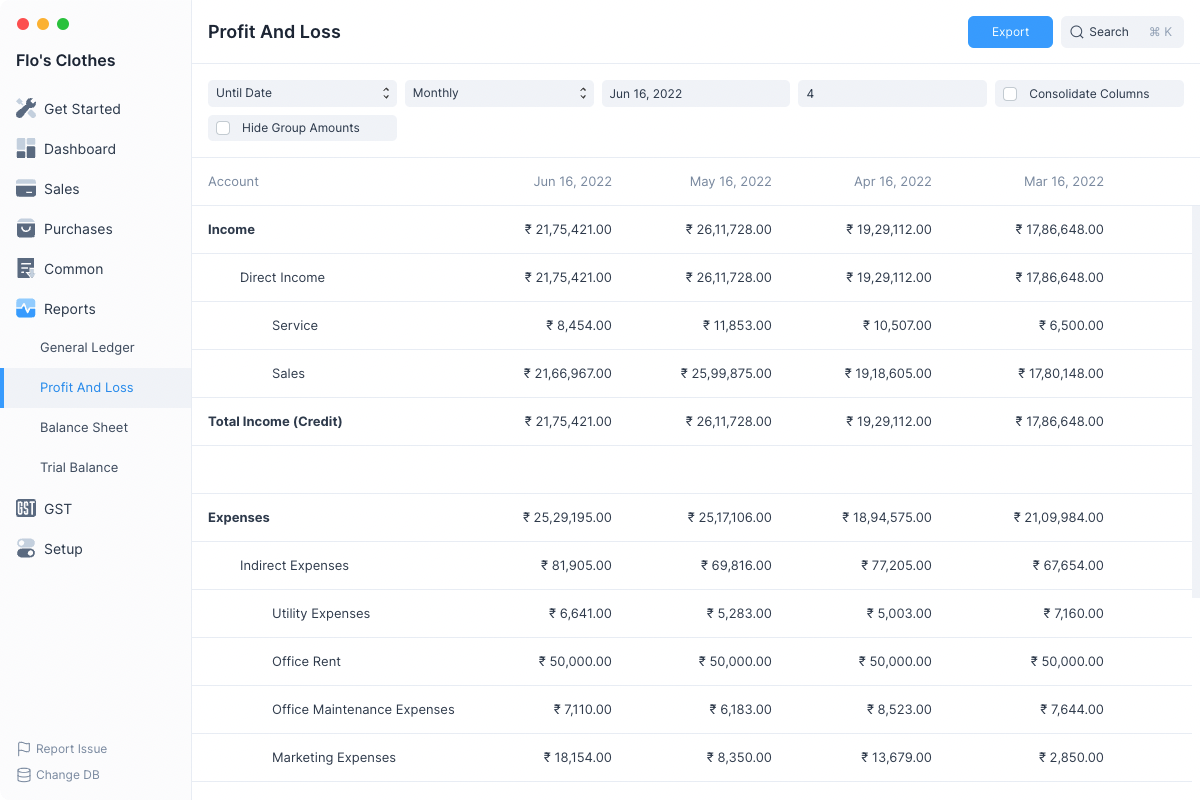 Flo's Clothes
Get Started
Dashboard
Sales
Purchases
Common
Reports
General Ledger
Profit And Loss
Balance Sheet
Trial Balance
GST GST
Setup
Report Issue
Change DB
Profit And Loss Export Search ⌘ K
Until Date Monthly Jun 16, 2022 4 Consolidate Columns
Hide Group Amounts
Account Jun 16, 2022 May 16, 2022 Apr 16, 2022 Mar 16, 2022
Income ₹ 21,75,421.00 ₹ 26,11,728.00 ₹ 19,29,112.00 ₹ 17,86,648.00
Direct Income ₹ 21,75,421.00 ₹ 26,11,728.00 ₹ 19,29,112.00 ₹ 17,86,648.00
Service ₹ 8,454.00 ₹ 11,853.00 ₹ 10,507.00 ₹ 6,500.00
Sales ₹ 21,66,967.00 ₹ 25,99,875.00 ₹ 19,18,605.00 ₹ 17,80,148.00
Total Income (Credit) ₹ 21,75,421.00 ₹ 26,11,728.00 ₹ 19,29,112.00 ₹ 17,86,648.00
Expenses ₹ 25,29,195.00 ₹ 25,17,106.00 ₹ 18,94,575.00 ₹ 21,09,984.00
Indirect Expenses ₹ 81,905.00 ₹ 69,816.00 ₹ 77,205.00 ₹ 67,654.00
Utility Expenses ₹ 6,641.00 ₹ 5,283.00 ₹ 5,003.00 ₹ 7,160.00
Office Rent ₹ 50,000.00 ₹ 50,000.00 ₹ 50,000.00 ₹ 50,000.00
Office Maintenance Expenses ₹ 7,110.00 ₹ 6,183.00 ₹ 8,523.00 ₹ 7,644.00
Marketing Expenses ₹ 18,154.00 ₹ 8,350.00 ₹ 13,679.00 ₹ 2,850.00